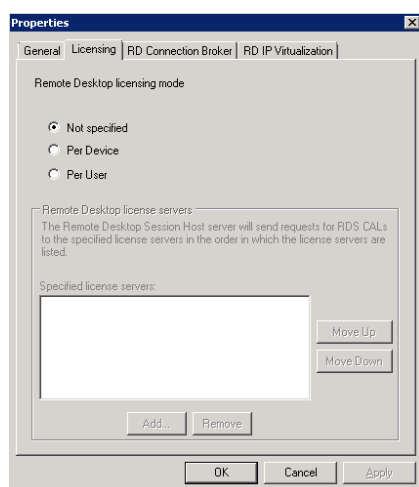 Properties
General Licensing RD Connection Broker RD IP Virtualization
Remote Desktop licensing mode
Not specified
Per Device
Per User
Remote Desktop license servers
The Remote Desktop Session Host server will send requests for RDS CALs
to the specified license servers in the order in which the license servers are
listed.
Specified license servers:
Move Up
Move Down
Add... Remove
OK Cancel Apply